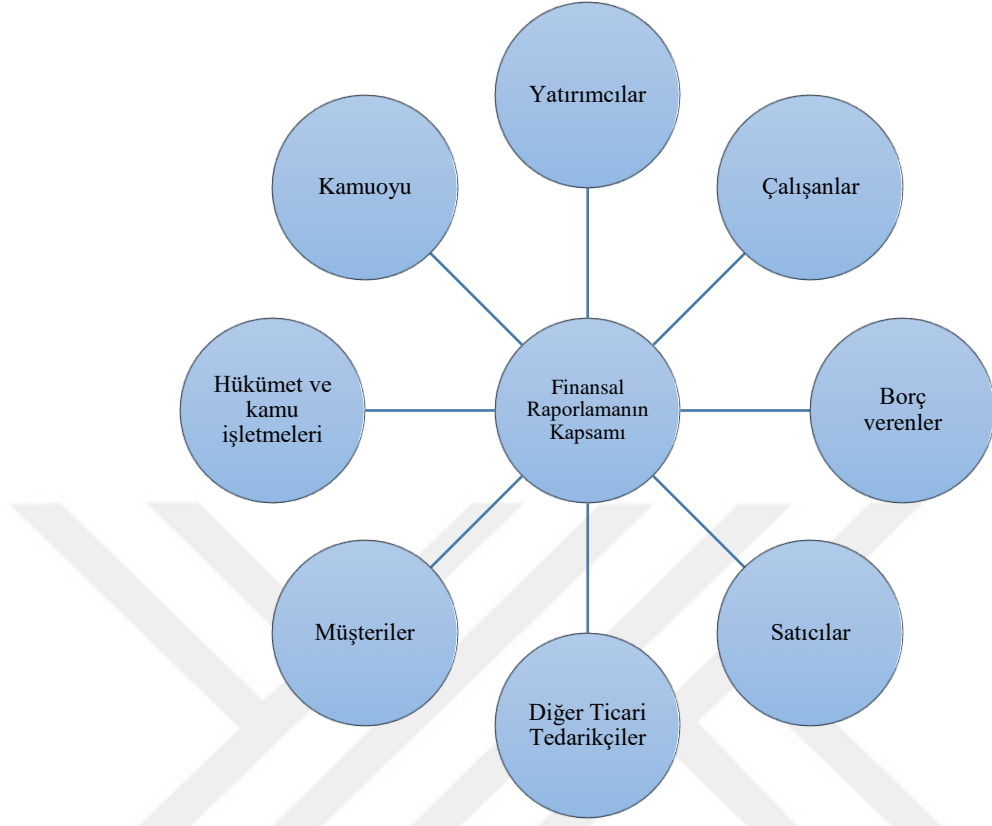 Yatırımcılar
Kamuoyu
Çalışanlar
Hükümet ve
kamu
işletmeleri
Finansal
Raporlamanın
Kapsamı
Borç
verenler
Müşteriler
Satıcılar
Diğer Ticari
Tedarikçiler